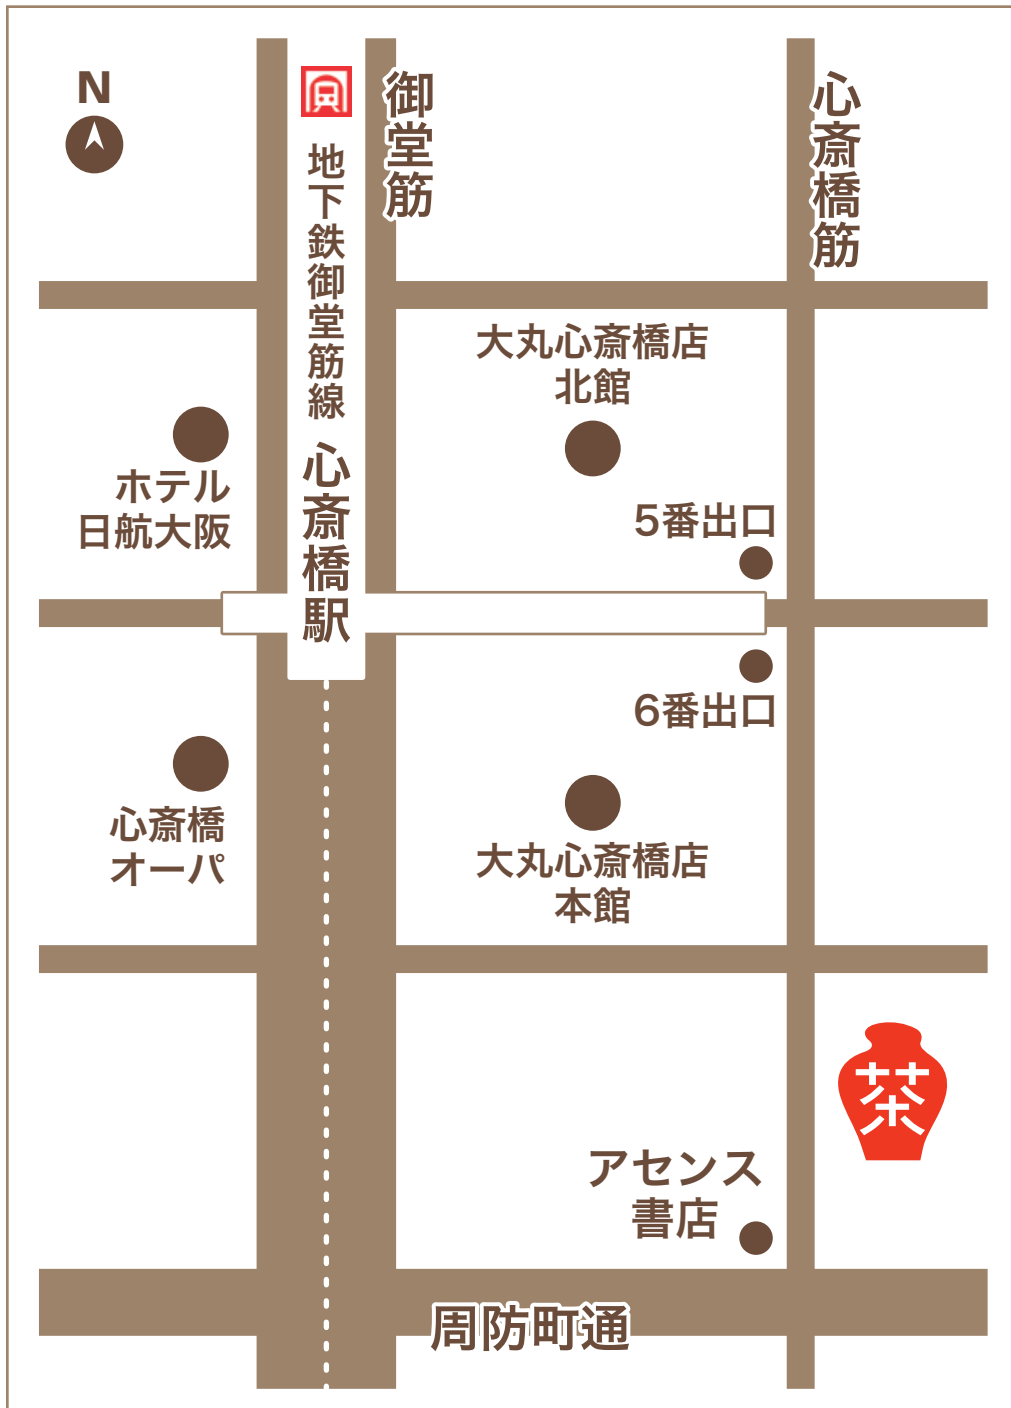 N
地下鉄御堂筋線 心斎橋駅
御堂筋
心斎橋筋
大丸心斎橋店
北館
ホテル
日航大阪
5番出口
6番出口
心斎橋
オーパ
大丸心斎橋店
本館
茶
アセンス
書店
周防町通